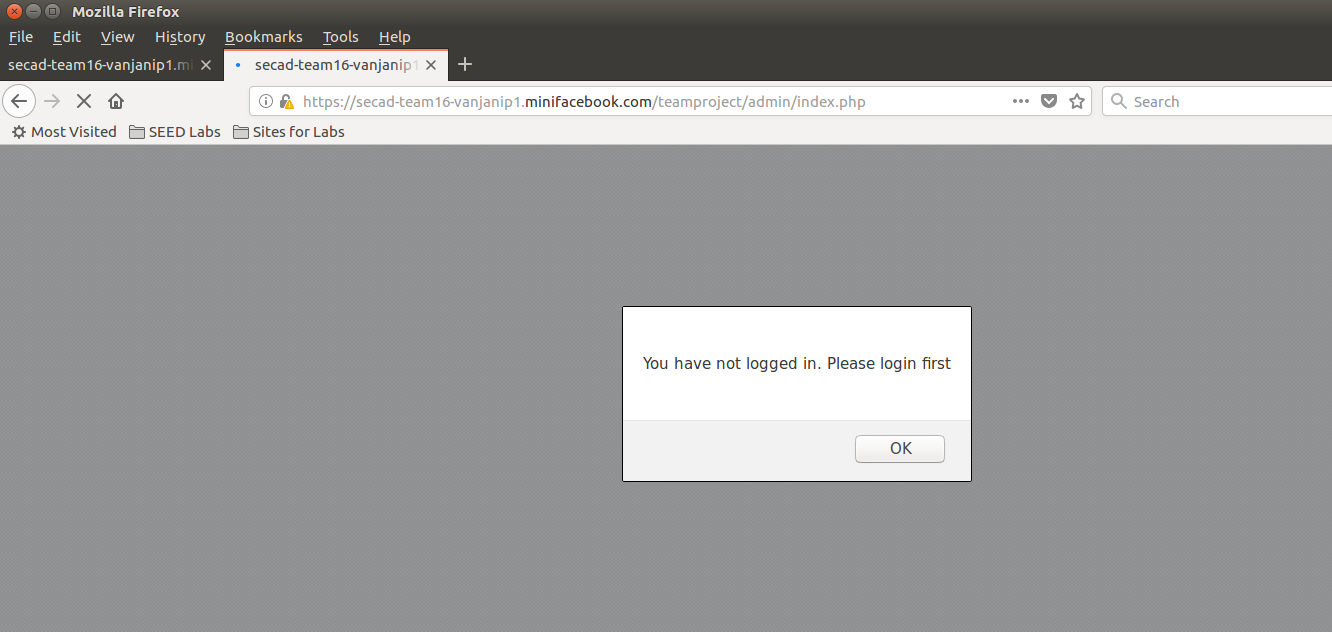 Mozilla Firefox
File Edit View History Bookmarks Tools Help
secad-team16-vanjanip1.mi secad-team16-vanjanip1
https://secad-team16-vanjanip1.minifacebook.com/teamproject/admin/index.php Search
Most Visited SEED Labs Sites for Labs
You have not logged in. Please login first
OK